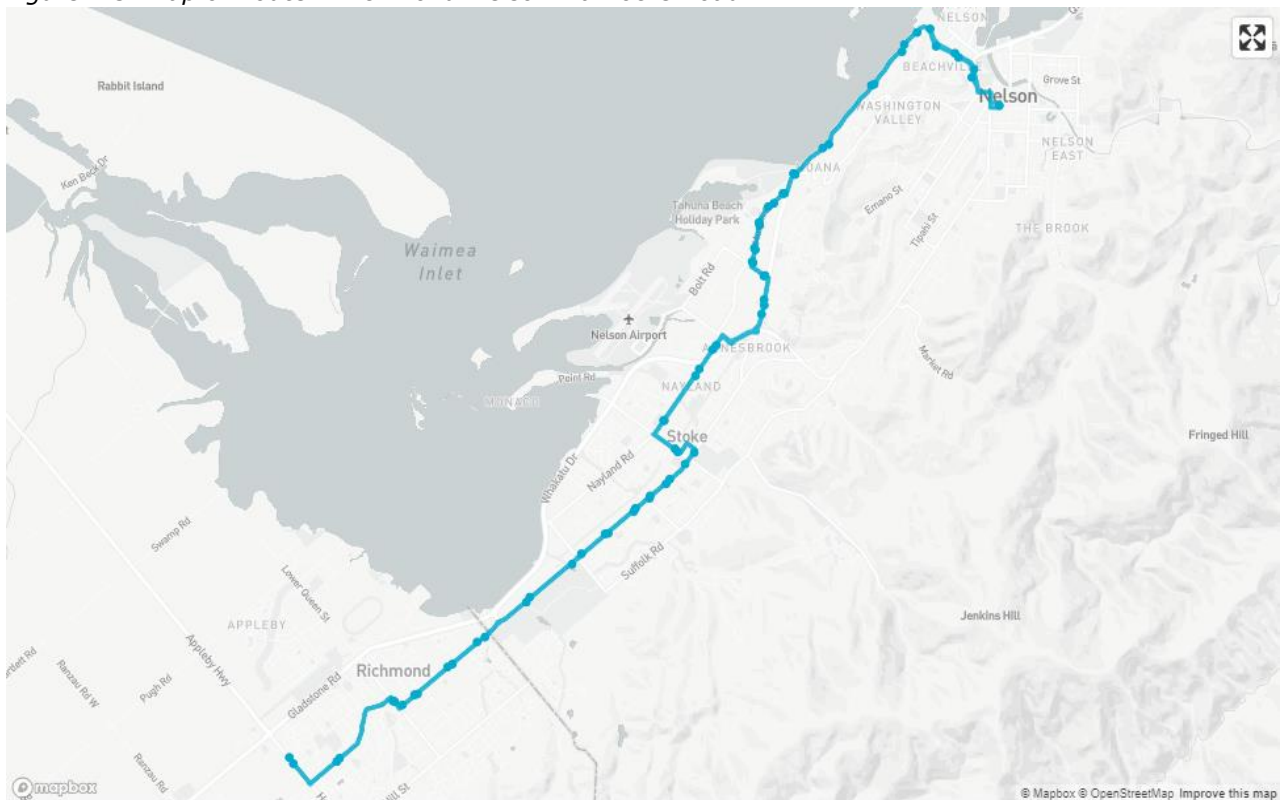 NELSON
Rabbit Island
BEACHVILLE
Grove St
Nelson
WASHINGTON
VALLEY
NELSON
EAST
Ken Beck Dr
Emano St
Tahuna Beach
Holiday Park
Tipahi St
THE BROOK
Waimea
Inlet
Bolt Rd
Nelson Airport
Market Rd
Point Rd
NAYLAND
MONACO
Stoke
Fringed Hill
Nayland Rd
Whakatu Dr
Swamp Rd
Suffolk Rd
Lower Queen St
Jenkins Hill
APPLEBY
Appleby Hwy
Richmond
Ranzau Rd W
Pugh Rd
Gladstone Rd
Ranzau Rd
mapbox
© Mapbox © OpenStreetMap Improve this map